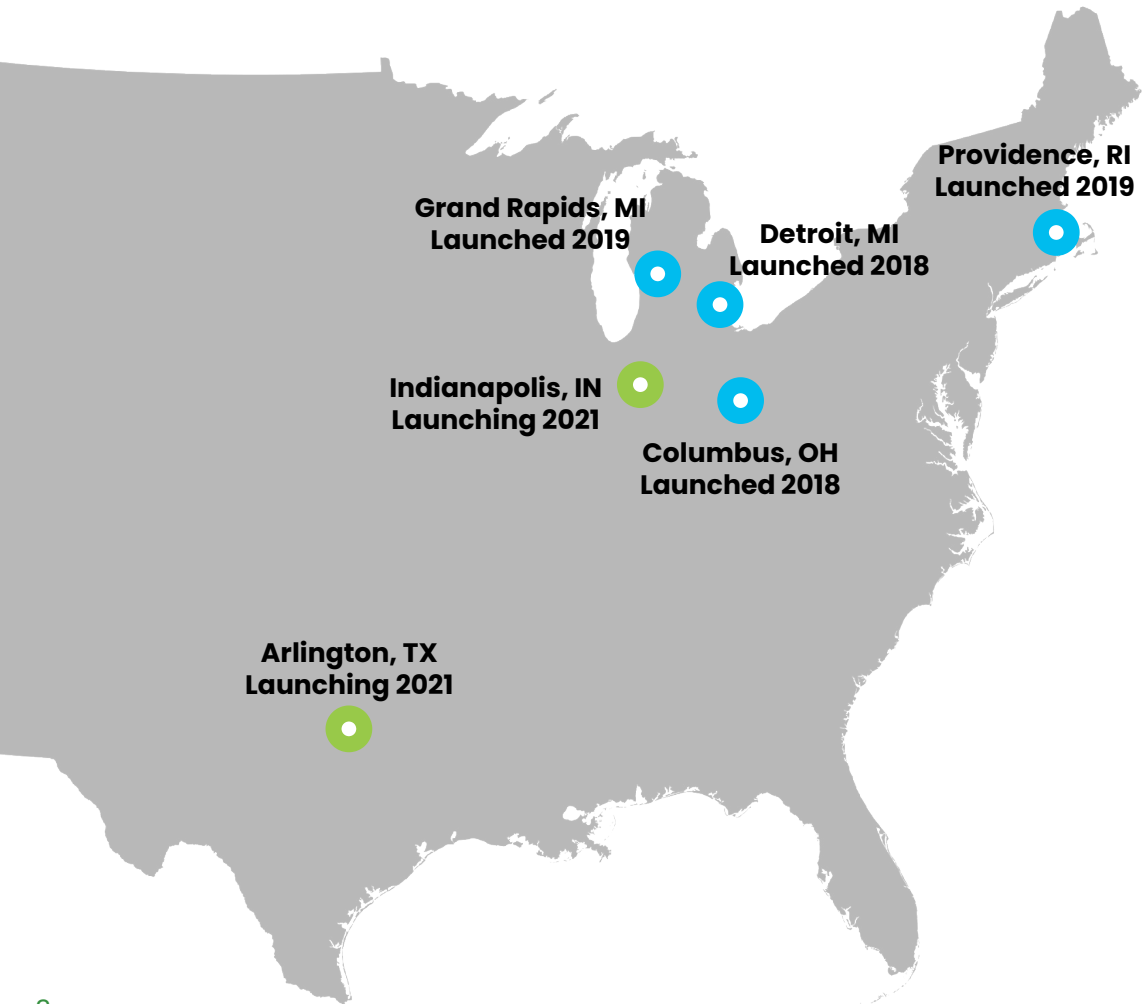 Providence, RI
Launched 2019
Grand Rapids, MI
Launched 2019
Detroit, MI
Launched 2018
Indianapolis, IN
Launching 2021
Columbus, OH
Launched 2018
Arlington, TX
Launching 2021